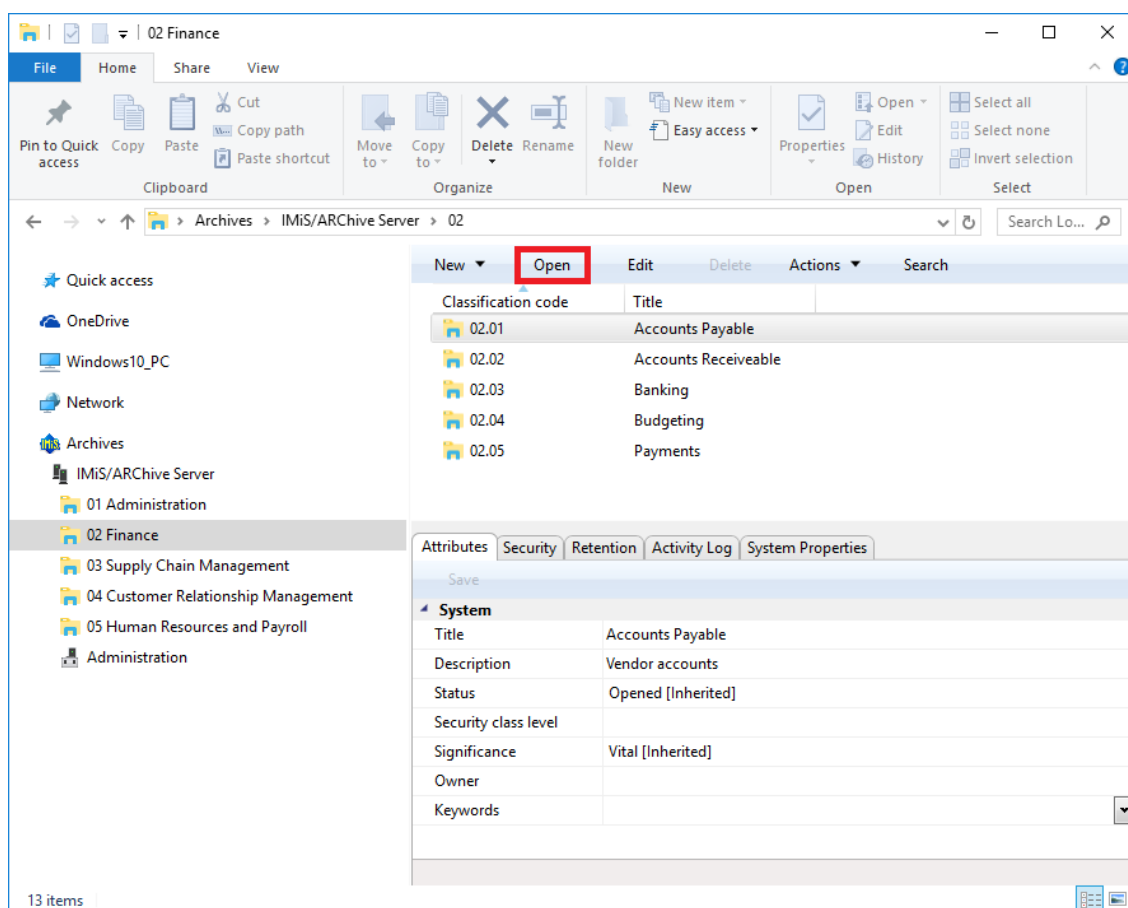 02 Finance
File Home Share View
Pin to Quick access
Copy
Paste
Cut
Copy path
Paste shortcut
Clipboard
Move to
Copy to
Delete
Rename
Organize
New folder
New item
Easy access
New
Properties
Open
Edit
History
Open
Select all
Select none
Invert selection
Select
Archives > IMiS/ARChive Server > 02
Search Lo...
Quick access
OneDrive
Windows10_PC
Network
Archives
IMiS/ARChive Server
01 Administration
02 Finance
03 Supply Chain Management
04 Customer Relationship Management
05 Human Resources and Payroll
Administration
New Open Edit Delete Actions Search
Classification code Title
02.01 Accounts Payable
02.02 Accounts Receiveable
02.03 Banking
02.04 Budgeting
02.05 Payments
Attributes Security Retention Activity Log System Properties
Save
System
Title Accounts Payable
Description Vendor accounts
Status Opened [Inherited]
Security class level
Significance Vital [Inherited]
Owner
Keywords
13 items